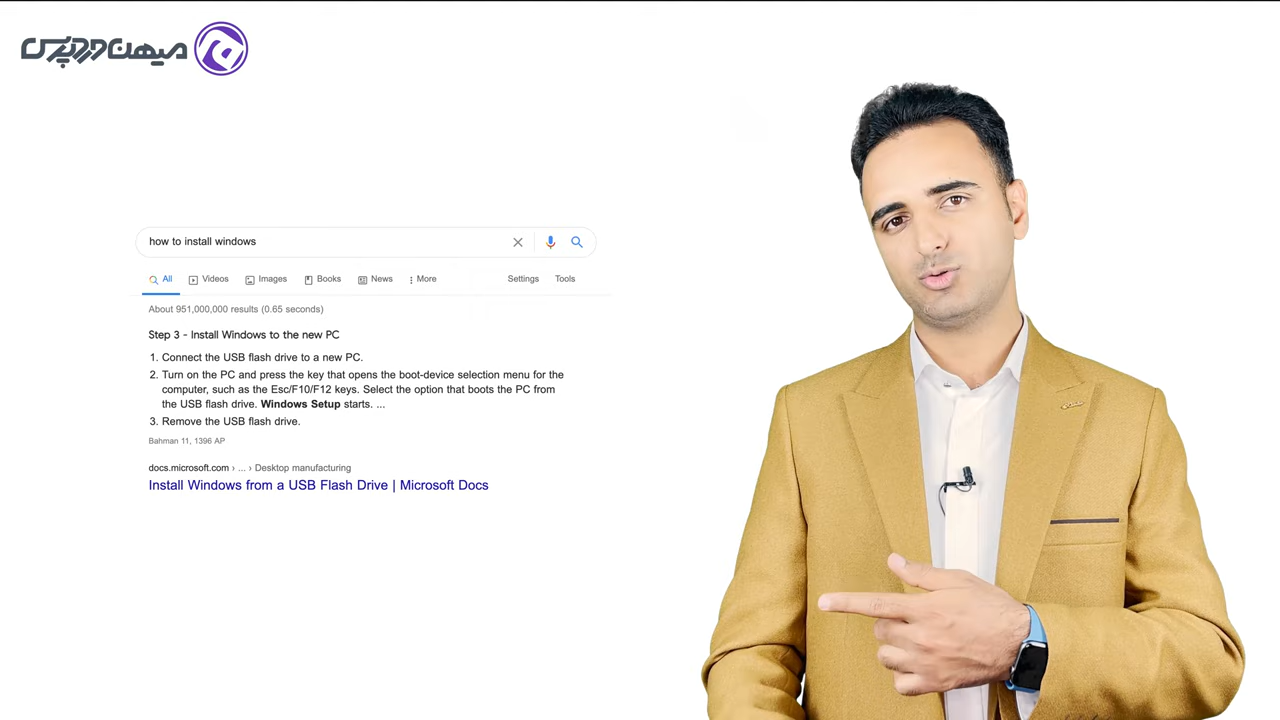 میهن وردپرس
how to install windows
All Videos Images Books News More Settings Tools
About 951,000,000 results (0.65 seconds)
Step 3 - Install Windows to the new PC
1. Connect the USB flash drive to a new PC.
2. Turn on the PC and press the key that opens the boot-device selection menu for the
computer, such as the Esc/F10/F12 keys. Select the option that boots the PC from
the USB flash drive. Windows Setup starts. ...
3. Remove the USB flash drive.
Bahman 11, 1396 AP
docs.microsoft.com › ... › Desktop manufacturing
Install Windows from a USB Flash Drive | Microsoft Docs